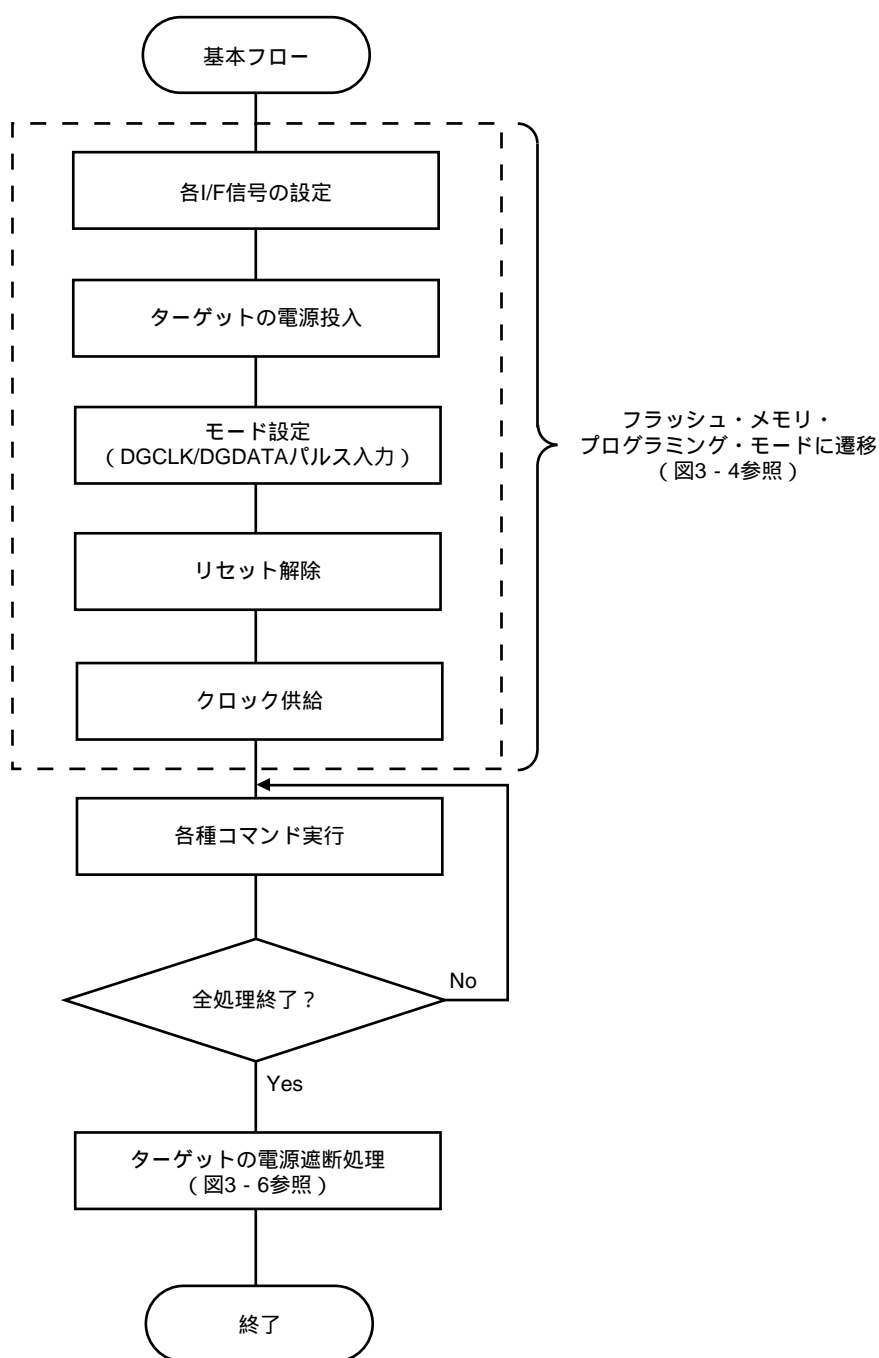 基本フロー
各I/F信号の設定
ターゲットの電源投入
モード設定
（DGCLK/DGDATAパルス入力）
リセット解除
クロック供給
フラッシュ・メモリ・
プログラミング・モードに遷移
（図3‐4参照）
各種コマンド実行
全処理終了？
No
Yes
ターゲットの電源遮断処理
（図3‐6参照）
終了